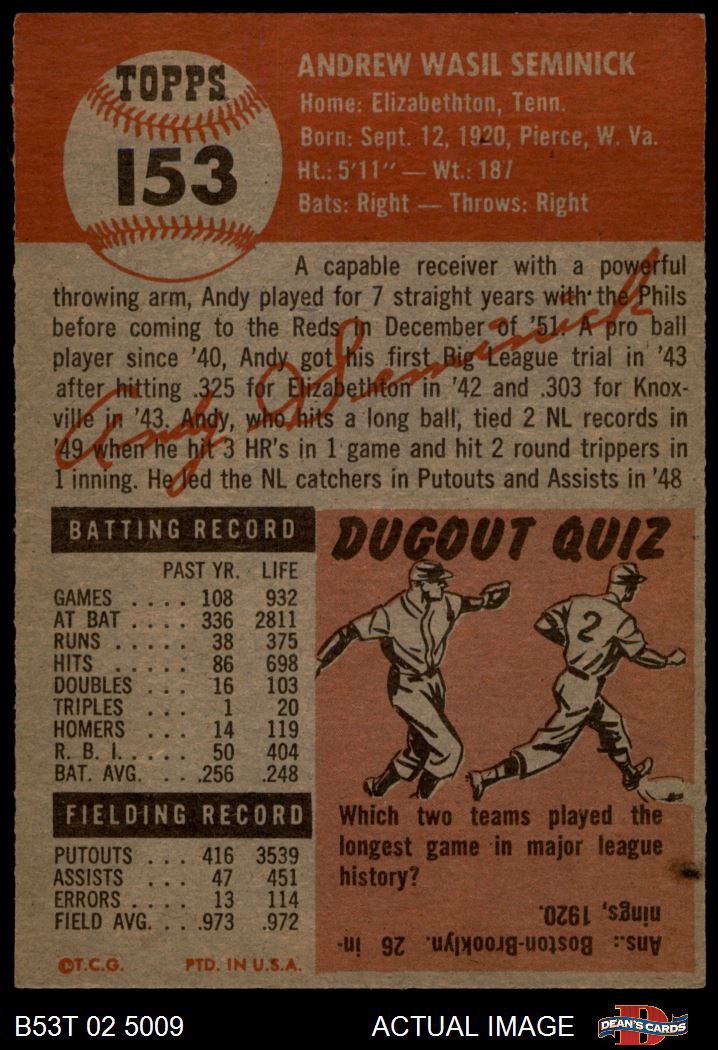 TOPPS
153
ANDREW WASIL SEMINICK
Home: Elizabethton, Tenn.
Born: Sept. 12, 1920, Pierce, W. Va.
Ht.: 5'11" — Wt.: 187
Bats: Right — Throws: Right
A capable receiver with a powerful
throwing arm, Andy played for 7 straight years with the Phils
before coming to the Reds in December of '51. A pro ball
player since '40, Andy got his first Big League trial in '43
after hitting .325 for Elizabethton in '42 and .303 for Knox-
ville in '43. Andy, who hits a long ball, tied 2 NL records in
'49 when he hit 3 HR's in 1 game and hit 2 round trippers in
1 inning. He led the NL catchers in Putouts and Assists in '48
Andy Seminick
BATTING RECORD
PAST YR. LIFE
GAMES .... 108 932
AT BAT .... 336 2811
RUNS ..... 38 375
HITS ..... 86 698
DOUBLES ... 16 103
TRIPLES ... 1 20
HOMERS ... 14 119
R. B. I. .... 50 404
BAT. AVG. ... .256 .248
FIELDING RECORD
PUTOUTS ... 416 3539
ASSISTS ... 47 451
ERRORS .... 13 114
FIELD AVG. ... .973 .972
©T.C.G. PTD. IN U.S.A.
DUGOUT QUIZ
2
Which two teams played the
longest game in major league
history?
Ans.: Boston-Brooklyn. 26 in-
nings, 1920.
B53T 02 5009 ACTUAL IMAGE
D
DEAN'S CARDS